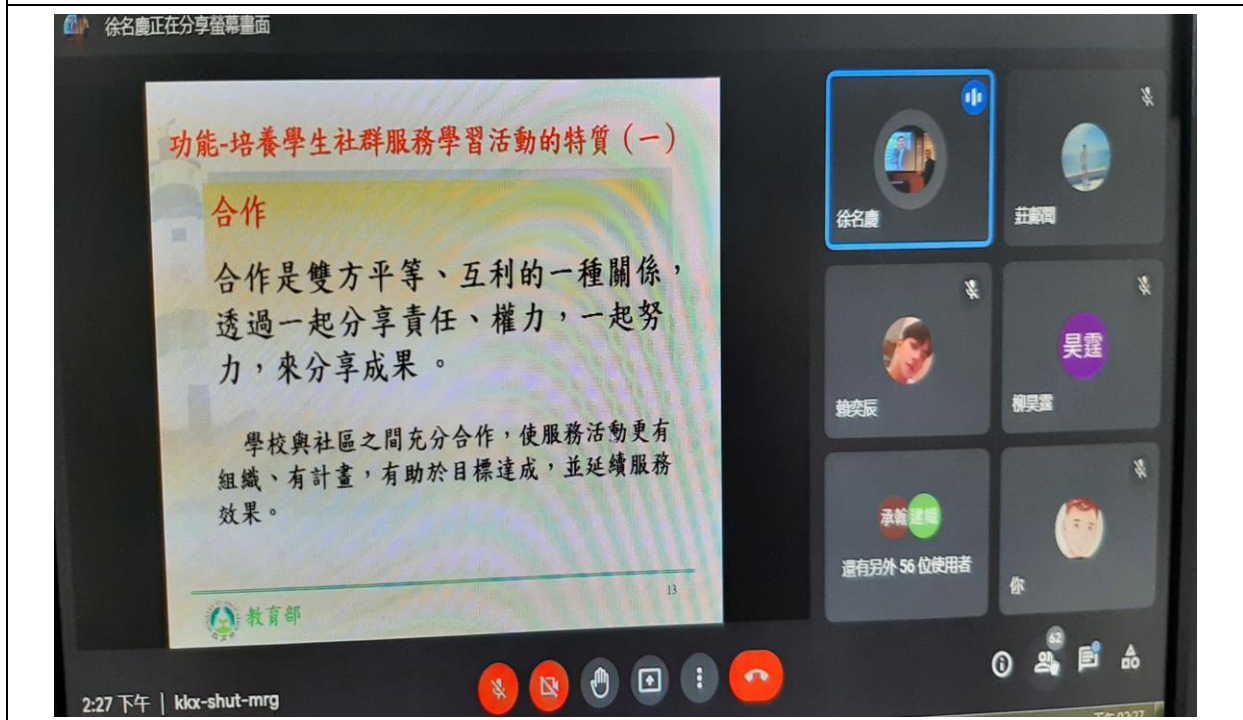 徐名慶正在分享螢幕畫面
功能-培養學生社群服務學習活動的特質（一）
合作
合作是雙方平等、互利的一種關係，
透過一起分享責任、權力，一起努
力，來分享成果。
學校與社區之間充分合作，使服務活動更有
組織、有計畫，有助於目標達成，並延續服務
效果。
13
教育部
徐名慶
賴奕辰
昊霆
柳昊霆
承翰
還有另外 56 位使用者
你
62
2:27 下午 | kkx-shut-mrg
下午 02:27